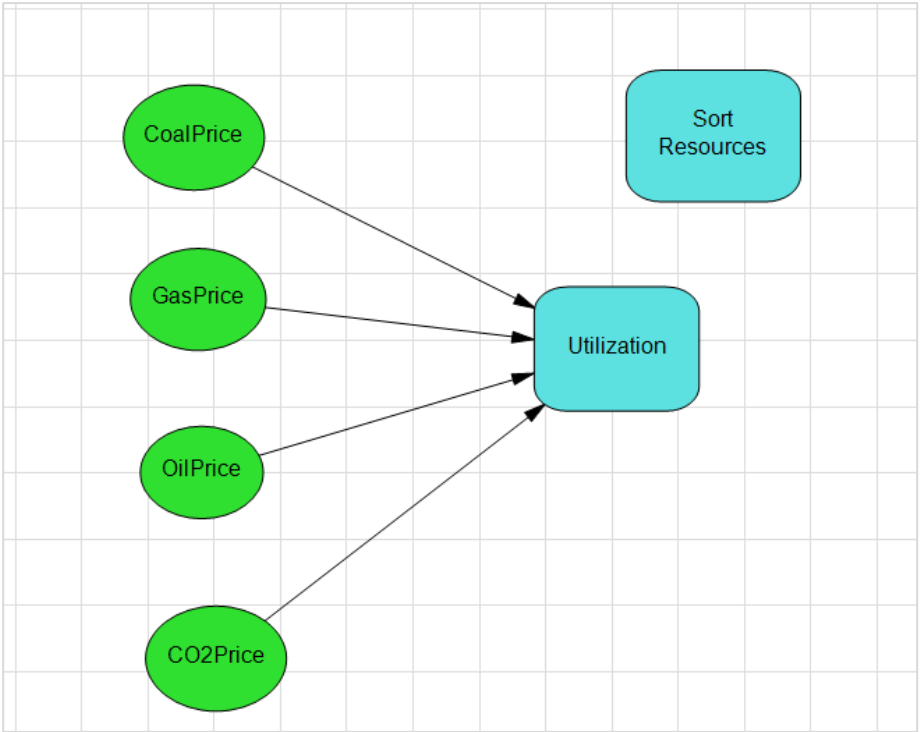 CoalPrice
Sort
Resources
GasPrice
Utilization
OilPrice
CO2Price